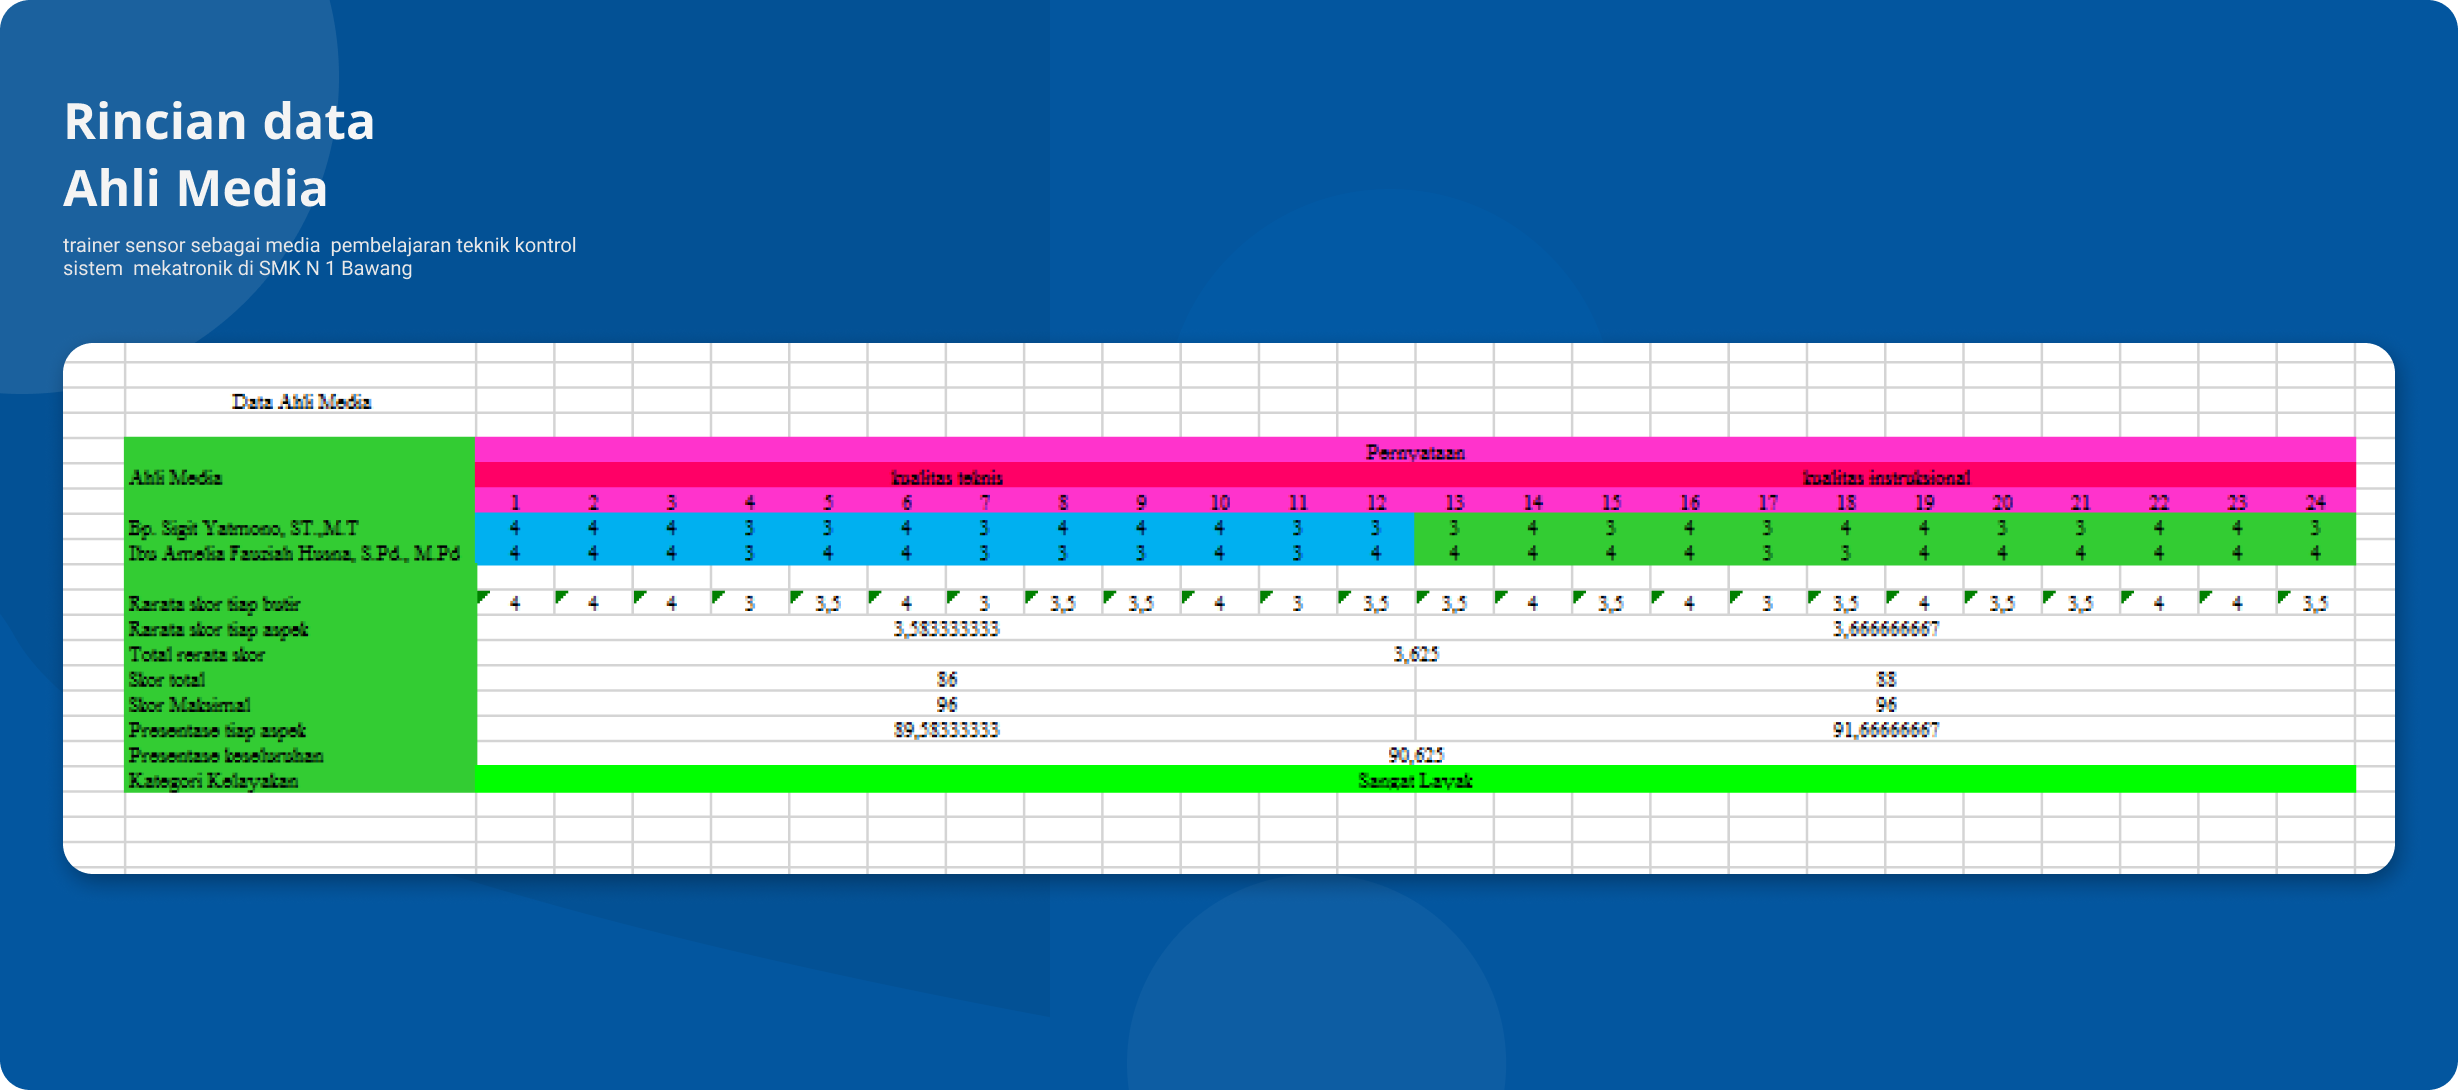 Rincian data
Ahli Media
trainer sensor sebagai media pembelajaran teknik kontrol
sistem mekatronik di SMK N 1 Bawang
Data Ahli Media
Pernyataan
Ahli Media kualitas teknis kualitas instruksional
1 2 3 4 5 6 7 8 9 10 11 12 13 14 15 16 17 18 19 20 21 22 23 24
Bp. Sigit Yatmono, ST.,M.T 4 4 4 3 3 4 3 4 4 4 3 3 3 4 3 4 3 4 4 3 3 4 4 3
Ibu Amelia Fauziah Husna, S.Pd., M.Pd 4 4 4 3 4 4 3 3 3 4 3 4 4 4 4 4 3 3 4 4 4 4 4 4
Rarata skor tiap butir 4 4 4 3 3,5 4 3 3,5 3,5 4 3 3,5 3,5 4 3,5 4 3 3,5 4 3,5 3,5 4 4 3,5
Rarata skor tiap aspek 3,583333333 3,666666667
Total rerata skor 3,625
Skor total 86 88
Skor Maksimal 96 96
Presentase tiap aspek 89,58333333 91,66666667
Presentase keseluruhan 90,625
Kategori Kelayakan Sangat Layak